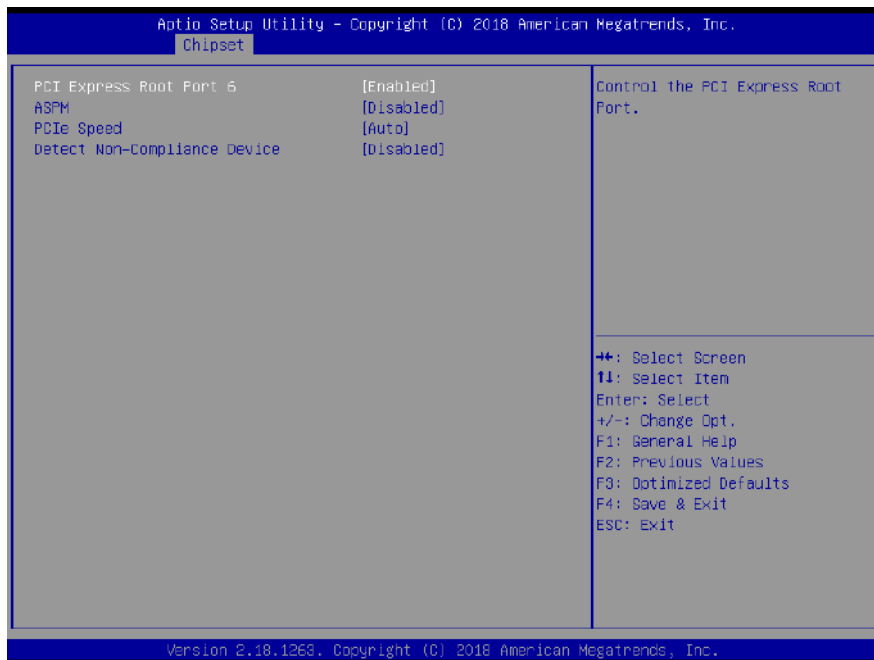 Aptio Setup Utility – Copyright (C) 2018 American Megatrends, Inc.
Chipset
PCI Express Root Port 6 [Enabled]
ASPM [Disabled]
PCIe Speed [Auto]
Detect Non-Compliance Device [Disabled]
Control the PCI Express Root
Port.
→←: Select Screen
↑↓: Select Item
Enter: Select
+/-: Change Opt.
F1: General Help
F2: Previous Values
F3: Optimized Defaults
F4: Save & Exit
ESC: Exit
Version 2.18.1263. Copyright (C) 2018 American Megatrends, Inc.